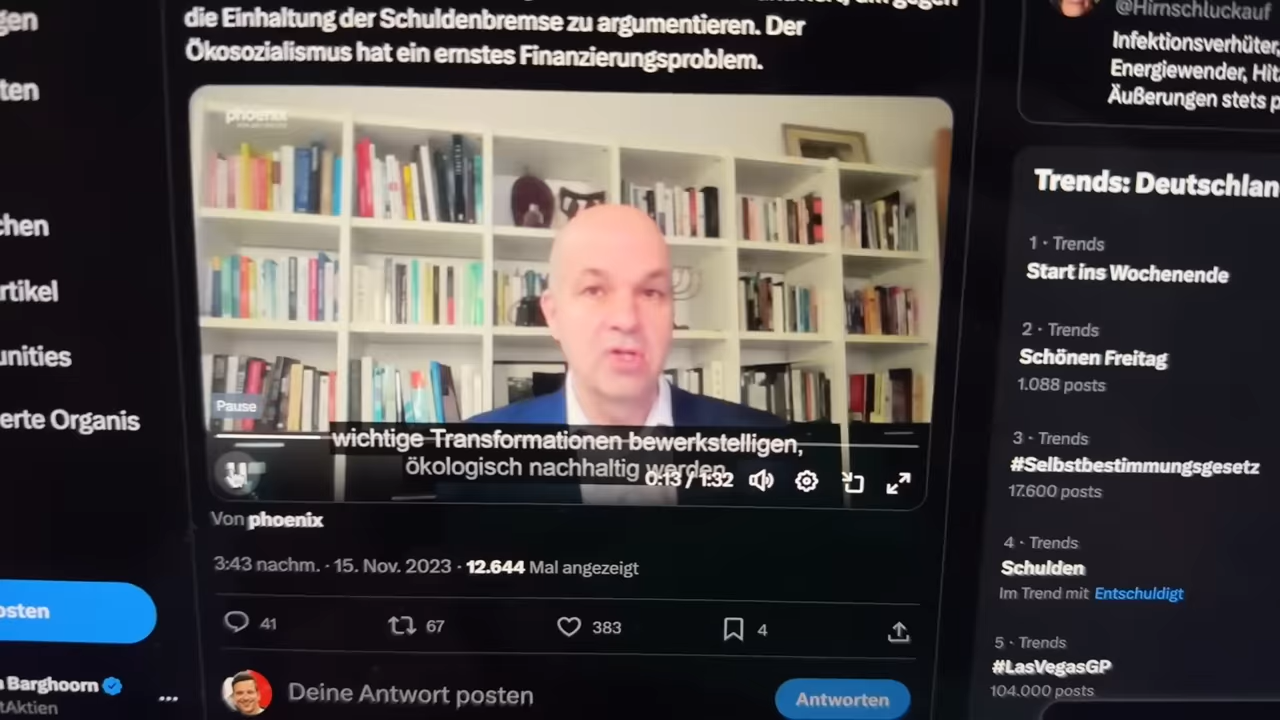 gen
die Einhaltung der Schuldenbremse zu argumentieren. Der
Ökosozialismus hat ein ernstes Finanzierungsproblem.
phoenix
Pause
wichtige Transformationen bewerkstelligen,
ökologisch nachhaltig werden
0:13 / 1:32
Von phoenix
3:43 nachm. · 15. Nov. 2023 · 12.644 Mal angezeigt
41
67
383
4
Deine Antwort posten
Antworten
gen
ten
chen
rtikel
unities
erte Organis
osten
Barghoorn
tAktien
@Hirnschluckauf
Infektionsverhüter,
Energiewender, Hit
Äußerungen stets p
Trends: Deutschlan
1 · Trends
Start ins Wochenende
2 · Trends
Schönen Freitag
1.088 posts
3 · Trends
#Selbstbestimmungsgesetz
17.600 posts
4 · Trends
Schulden
Im Trend mit Entschuldigt
5 · Trends
#LasVegasGP
104.000 posts